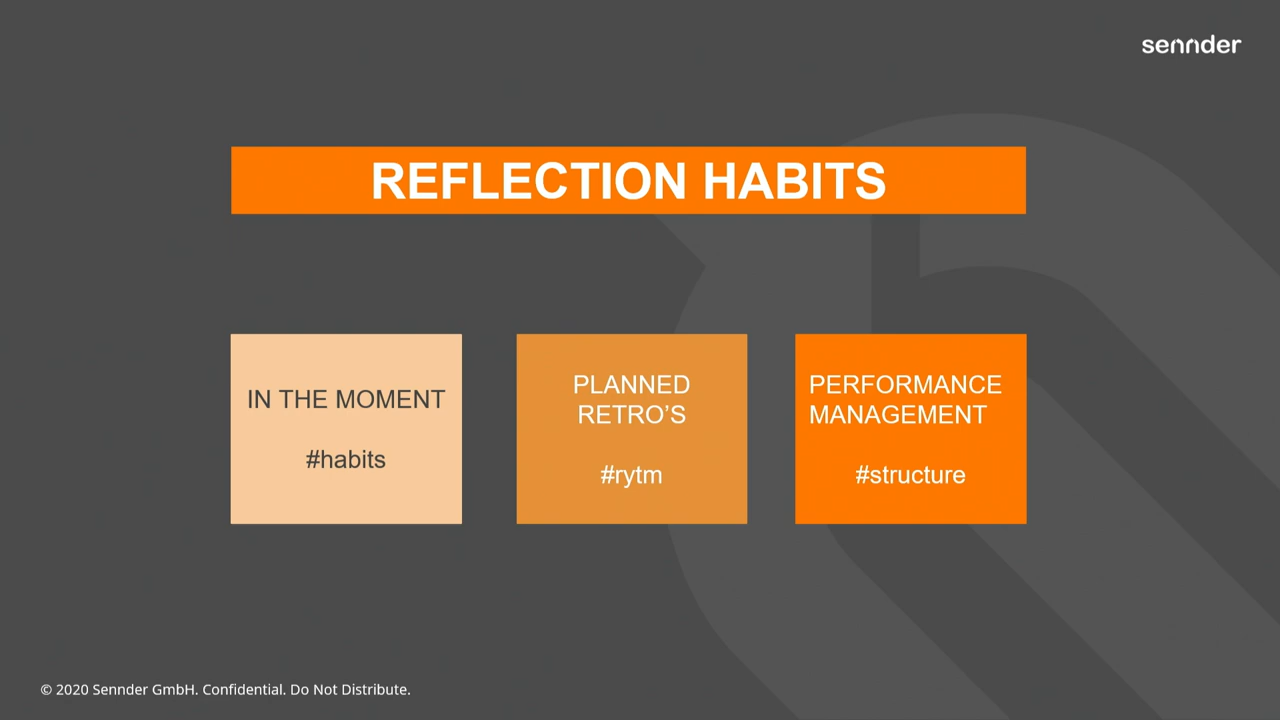 sennder
REFLECTION HABITS
IN THE MOMENT
#habits
PLANNED
RETRO’S
#rytm
PERFORMANCE
MANAGEMENT
#structure
© 2020 Sennder GmbH. Confidential. Do Not Distribute.